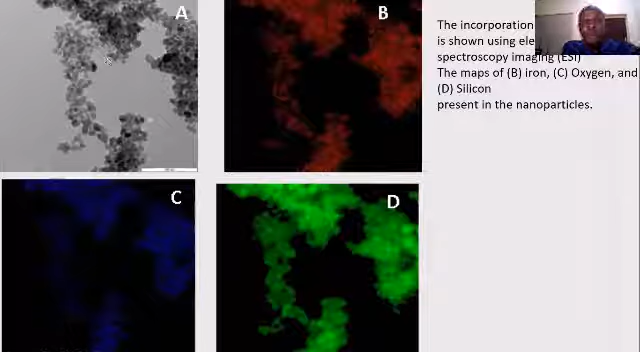 A
B
C
D
The incorporation
is shown using
spectroscopy imaging (ESI)
The maps of (B) iron, (C) Oxygen, and
(D) Silicon
present in the nanoparticles.